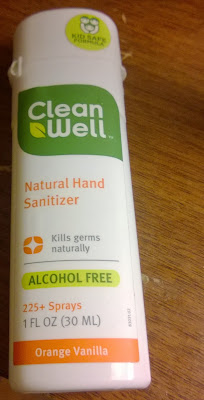 KID SAFE
FORMULA
Clean
Well™
Natural Hand
Sanitizer
Kills germs
naturally
ALCOHOL FREE
225+ Sprays
1 FL OZ (30 ML)
Orange Vanilla